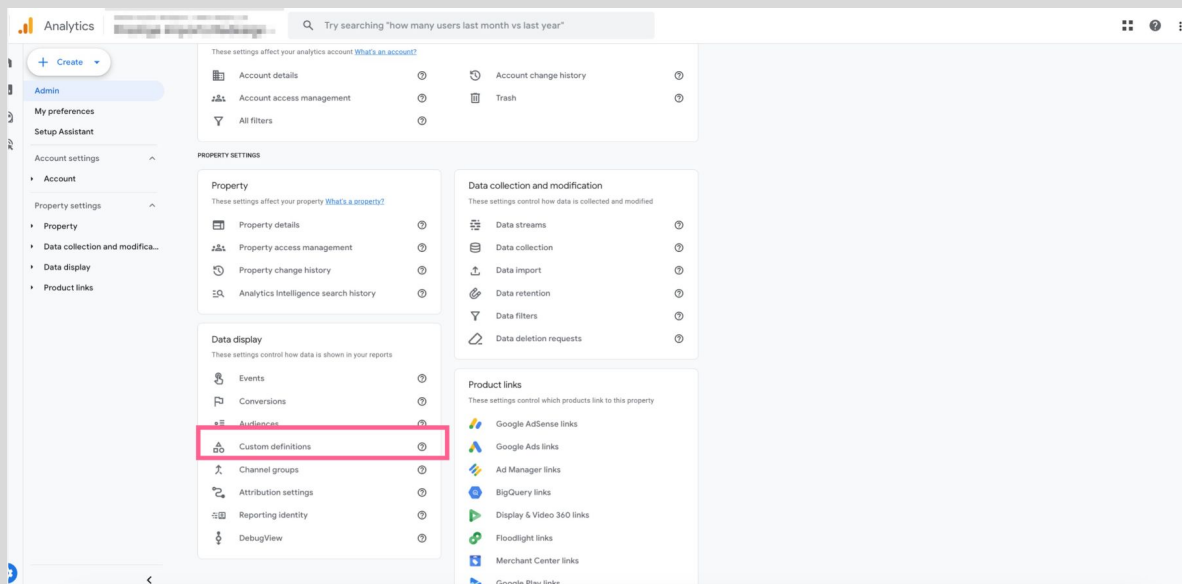 Analytics
Try searching "how many users last month vs last year"
Create
Admin
My preferences
Setup Assistant
Account settings
Account
Property settings
Property
Data collection and modifica...
Data display
Product links
These settings affect your analytics account What's an account?
Account details
Account access management
All filters
Account change history
Trash
PROPERTY SETTINGS
Property
These settings affect your property What's a property?
Property details
Property access management
Property change history
Analytics Intelligence search history
Data display
These settings control how data is shown in your reports
Events
Conversions
Audiences
Custom definitions
Channel groups
Attribution settings
Reporting identity
DebugView
Data collection and modification
These settings control how data is collected and modified
Data streams
Data collection
Data import
Data retention
Data filters
Data deletion requests
Product links
These settings control which products link to this property
Google AdSense links
Google Ads links
Ad Manager links
BigQuery links
Display & Video 360 links
Floodlight links
Merchant Center links
Google Play links